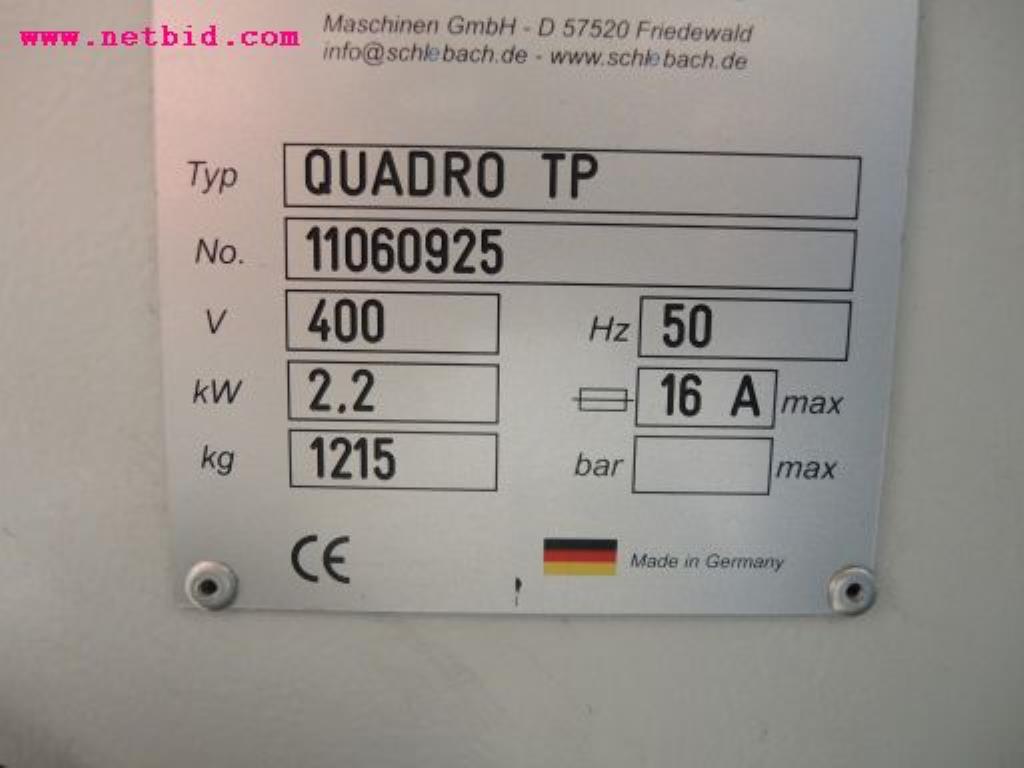 www.netbid.com
Maschinen GmbH - D 57520 Friedewald
info@schlebach.de - www.schlebach.de
Typ QUADRO TP
No. 11060925
V 400 Hz 50
kW 2.2 16 A max
kg 1215 bar max
CE Made in Germany